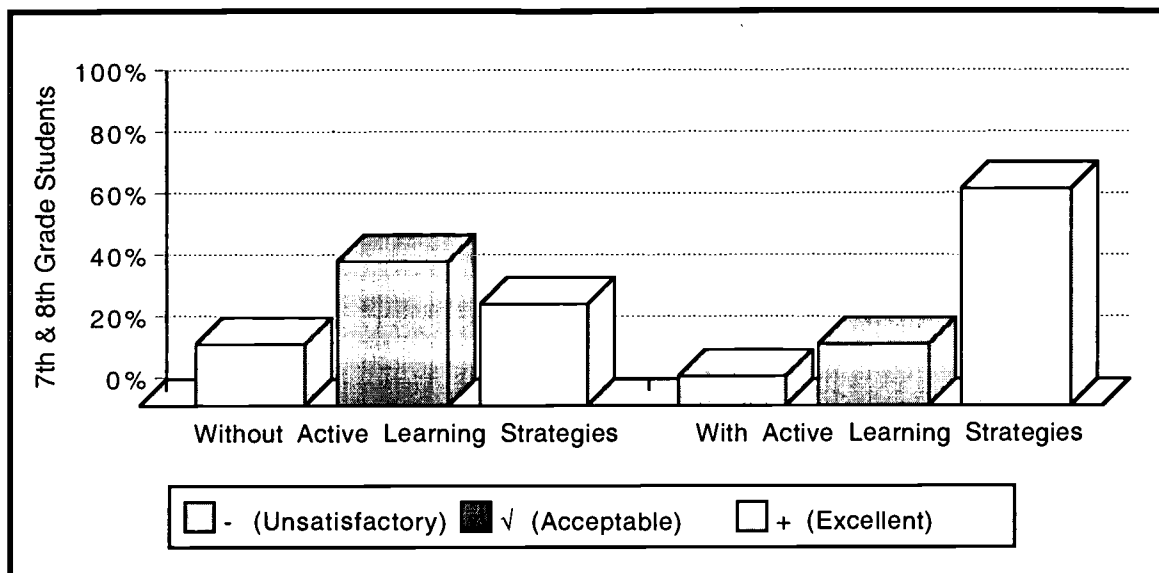 7th & 8th Grade Students
100%
80%
60%
40%
20%
0%
Without Active Learning Strategies
With Active Learning Strategies
- (Unsatisfactory)
√ (Acceptable)
+ (Excellent)